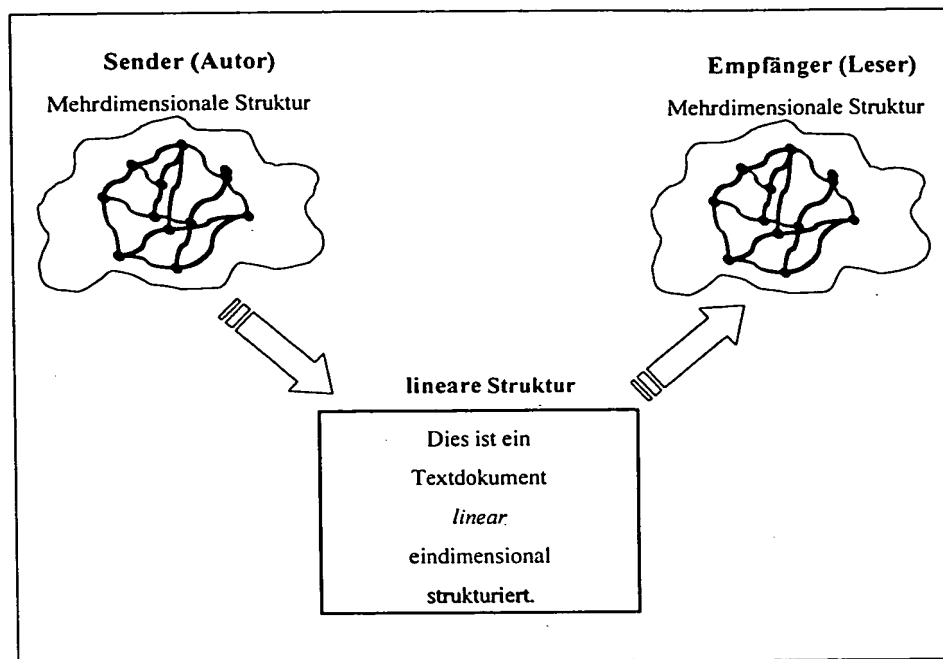 Sender (Autor)
Mehrdimensionale Struktur
Empfänger (Leser)
Mehrdimensionale Struktur
lineare Struktur
Dies ist ein
Textdokument
linear
eindimensional
strukturiert.